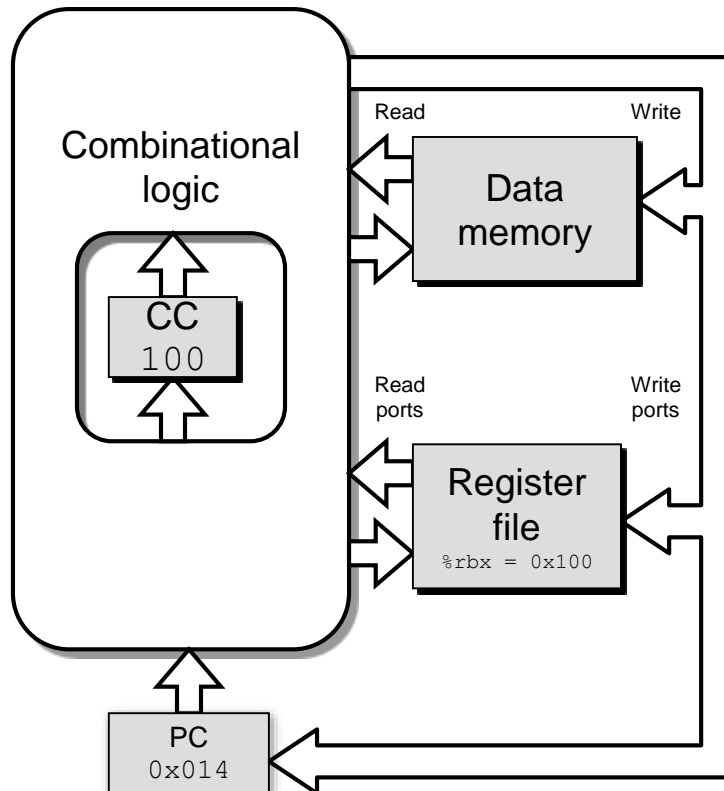 Combinational
logic
CC
100
Read
Write
Data
memory
Read
ports
Write
ports
Register
file
%rbx = 0x100
PC
0x014